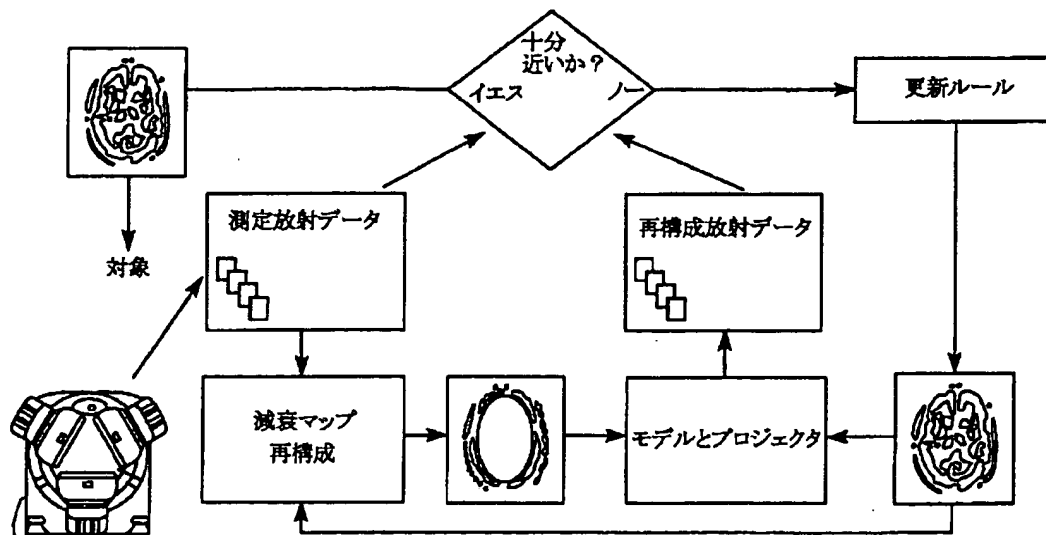 十分
近いか？
イエス
ノー
更新ルール
測定放射データ
再構成放射データ
対象
減衰マップ
再構成
モデルとプロジェクタ